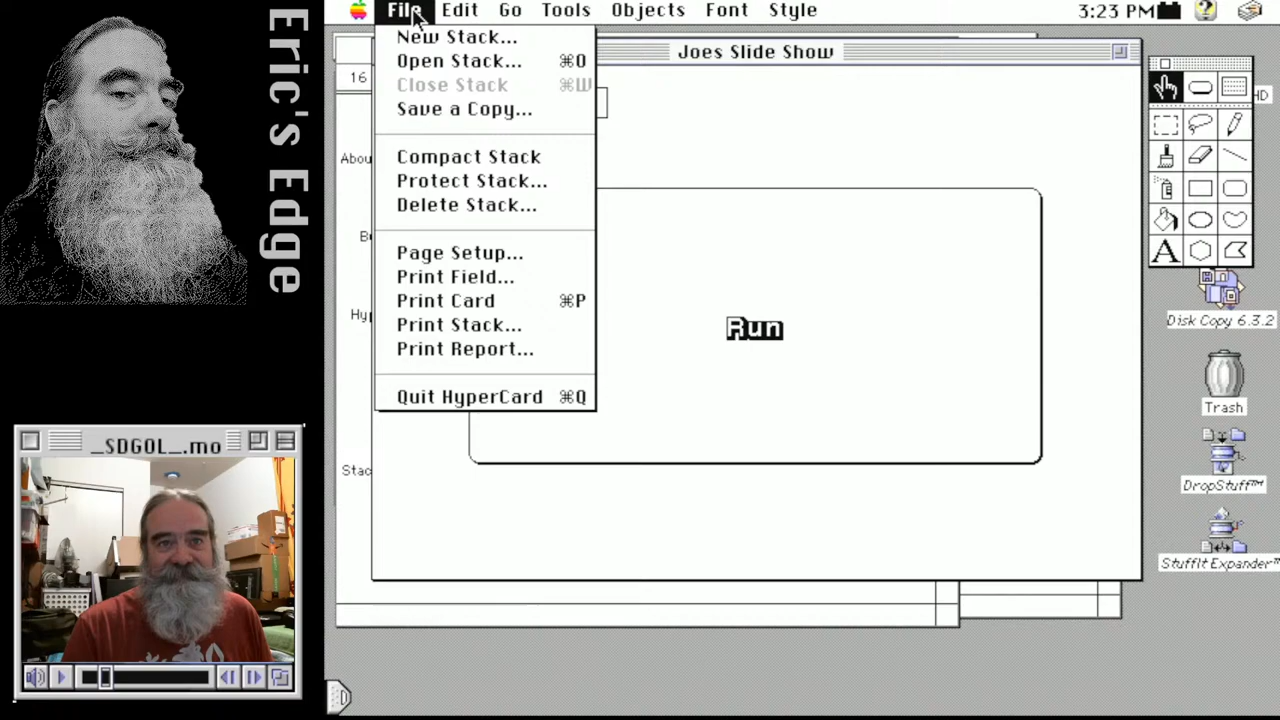 Eric's Edge
File Edit Go Tools Objects Font Style
3:23 PM
New Stack...
Open Stack... ⌘O
Close Stack ⌘W
Save a Copy...
Compact Stack
Protect Stack...
Delete Stack...
Page Setup...
Print Field...
Print Card ⌘P
Print Stack...
Print Report...
Quit HyperCard ⌘Q
Joes Slide Show
16
Abou
Hy
Stac
Run
A
HD
Disk Copy 6.3.2
Trash
DropStuff™
StuffIt Expander™
_SDGOL_.mo